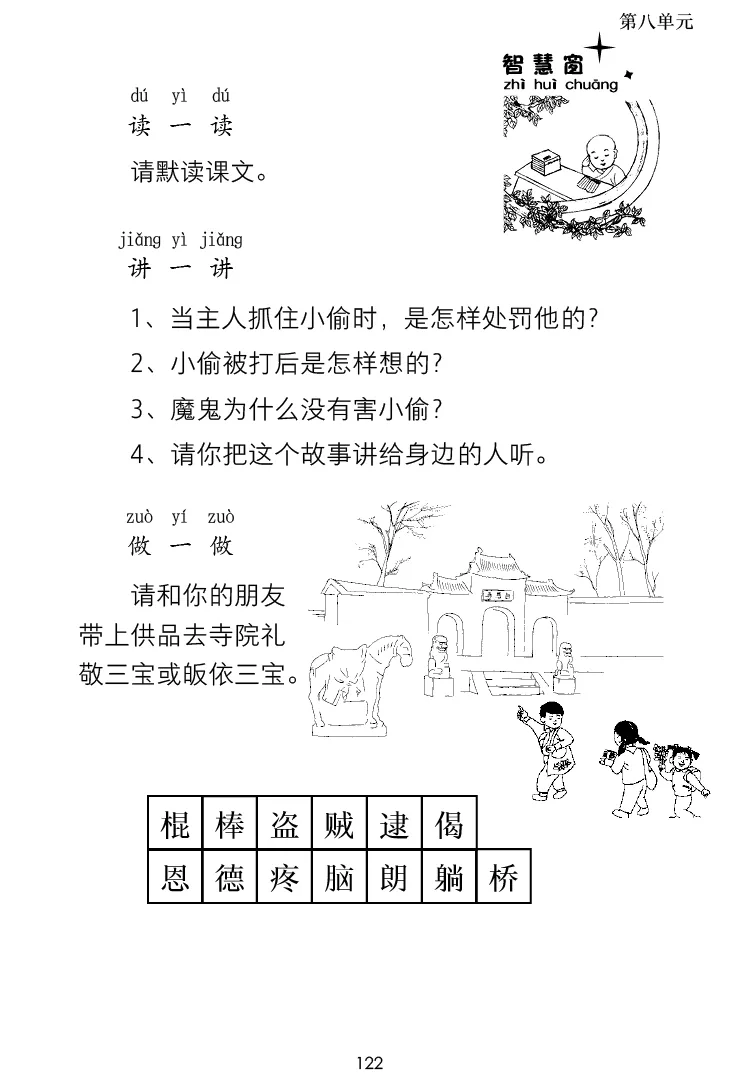 第八单元
智慧窗
zhì huì chuāng
dú yì dú
读一读
请默读课文。
jiǎng yì jiǎng
讲一讲
1、当主人抓住小偷时，是怎样处罚他的？
2、小偷被打后是怎样想的？
3、魔鬼为什么没有害小偷？
4、请你把这个故事讲给身边的人听。
zuò yí zuò
做一做
请和你的朋友
带上供品去寺院礼
敬三宝或皈依三宝。
棍棒盗贼逮偈
恩德疼脑朗躺桥
122